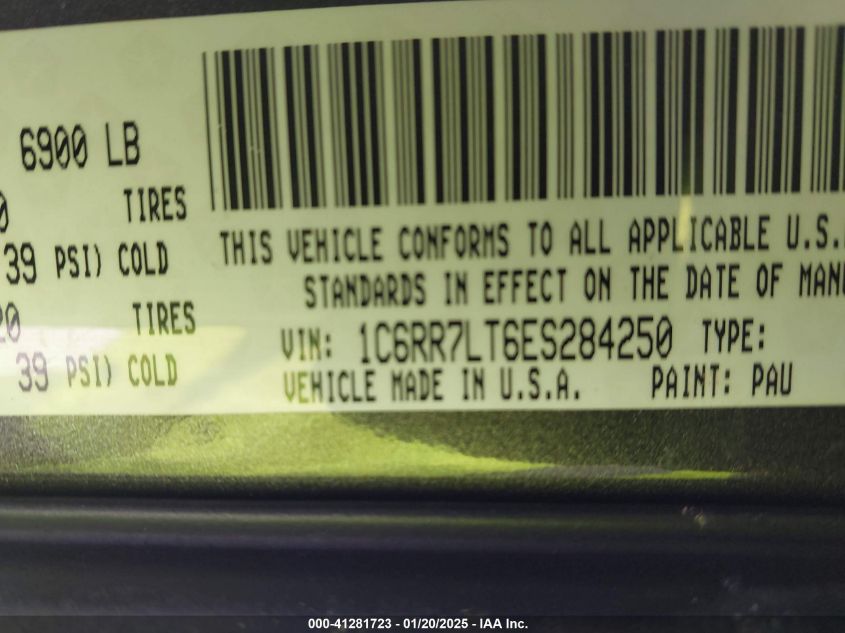 6900 LB
TIRES
39 PSI) COLD
TIRES
39 PSI) COLD
THIS VEHICLE CONFORMS TO ALL APPLICABLE U.S.
STANDARDS IN EFFECT ON THE DATE OF
VIN: 1C6RR7LT6ES284250 TYPE:
VEHICLE MADE IN U.S.A. PAINT: PAU
000-41281723 - 01/20/2025 - IAA Inc.